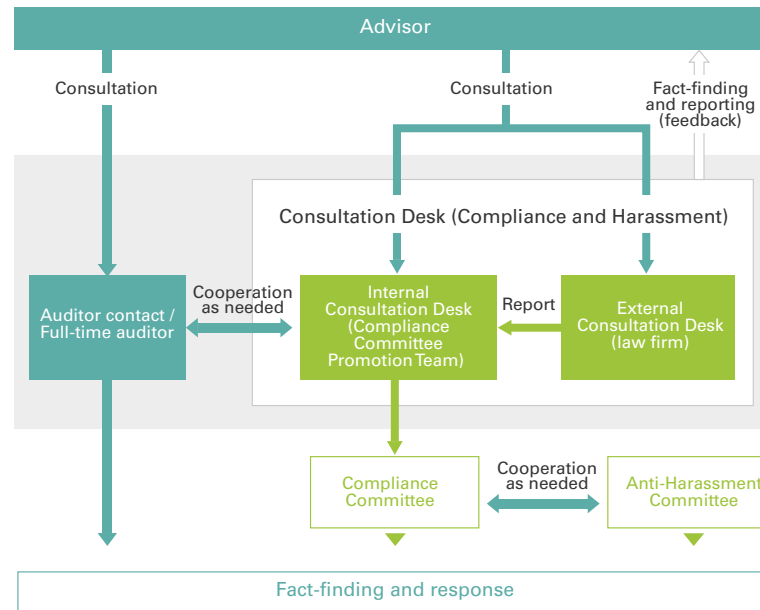 Advisor
Consultation
Consultation
Fact-finding
and reporting
(feedback)
Consultation Desk (Compliance and Harassment)
Auditor contact /
Full-time auditor
Cooperation
as needed
Internal
Consultation Desk
(Compliance
Committee
Promotion Team)
Report
External
Consultation Desk
(law firm)
Compliance
Committee
Cooperation
as needed
Anti-Harassment
Committee
Fact-finding and response